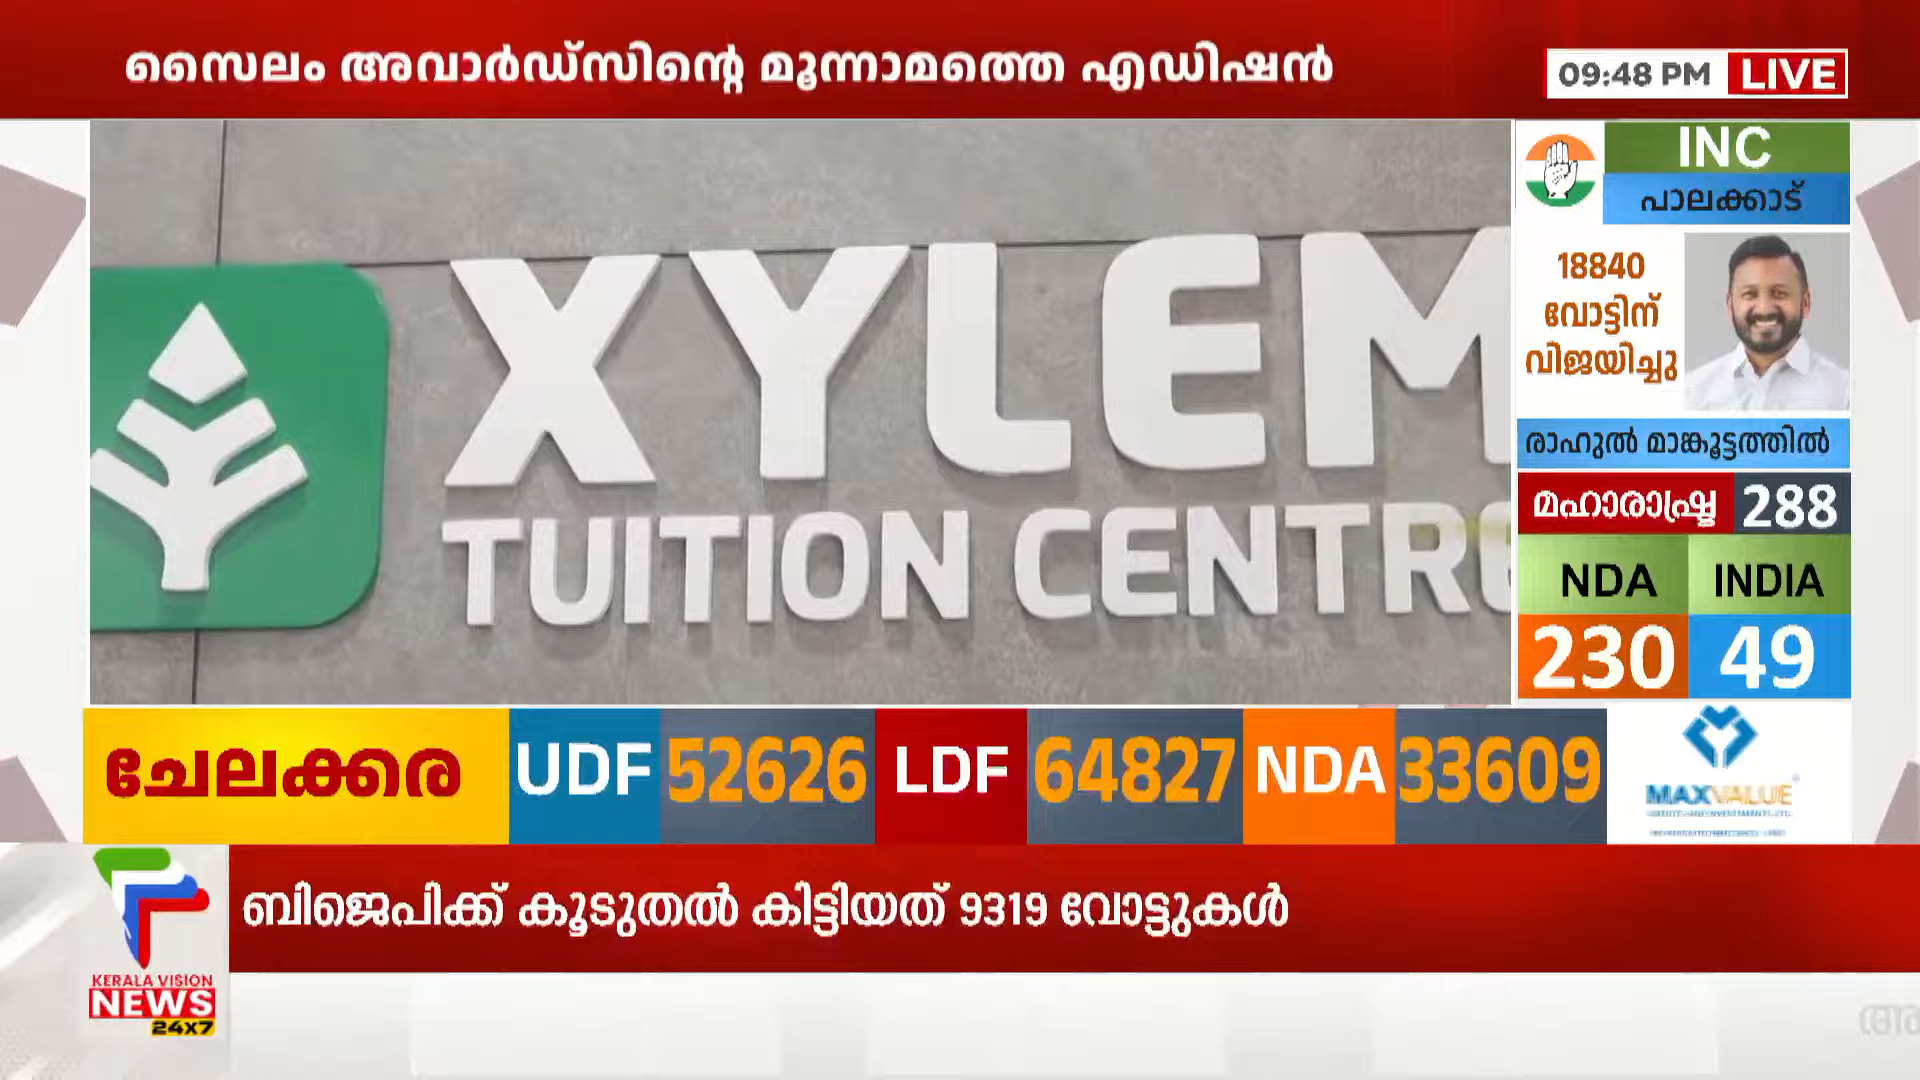 സൈലം അവാർഡ്സിന്റെ മൂന്നാമത്തെ എഡിഷൻ
09:48 PM LIVE
XYLEM
TUITION CENTRE
INC
പാലക്കാട്
18840
വോട്ടിന്
വിജയിച്ചു
രാഹുൽ മാങ്കൂട്ടത്തിൽ
മഹാരാഷ്ട്ര 288
NDA INDIA
230 49
ചേലക്കര UDF 52626 LDF 64827 NDA 33609
MAXVALUE
ബിജെപിക്ക് കൂടുതൽ കിട്ടിയത് 9319 വോട്ടുകൾ
KERALA VISION
NEWS
24x7